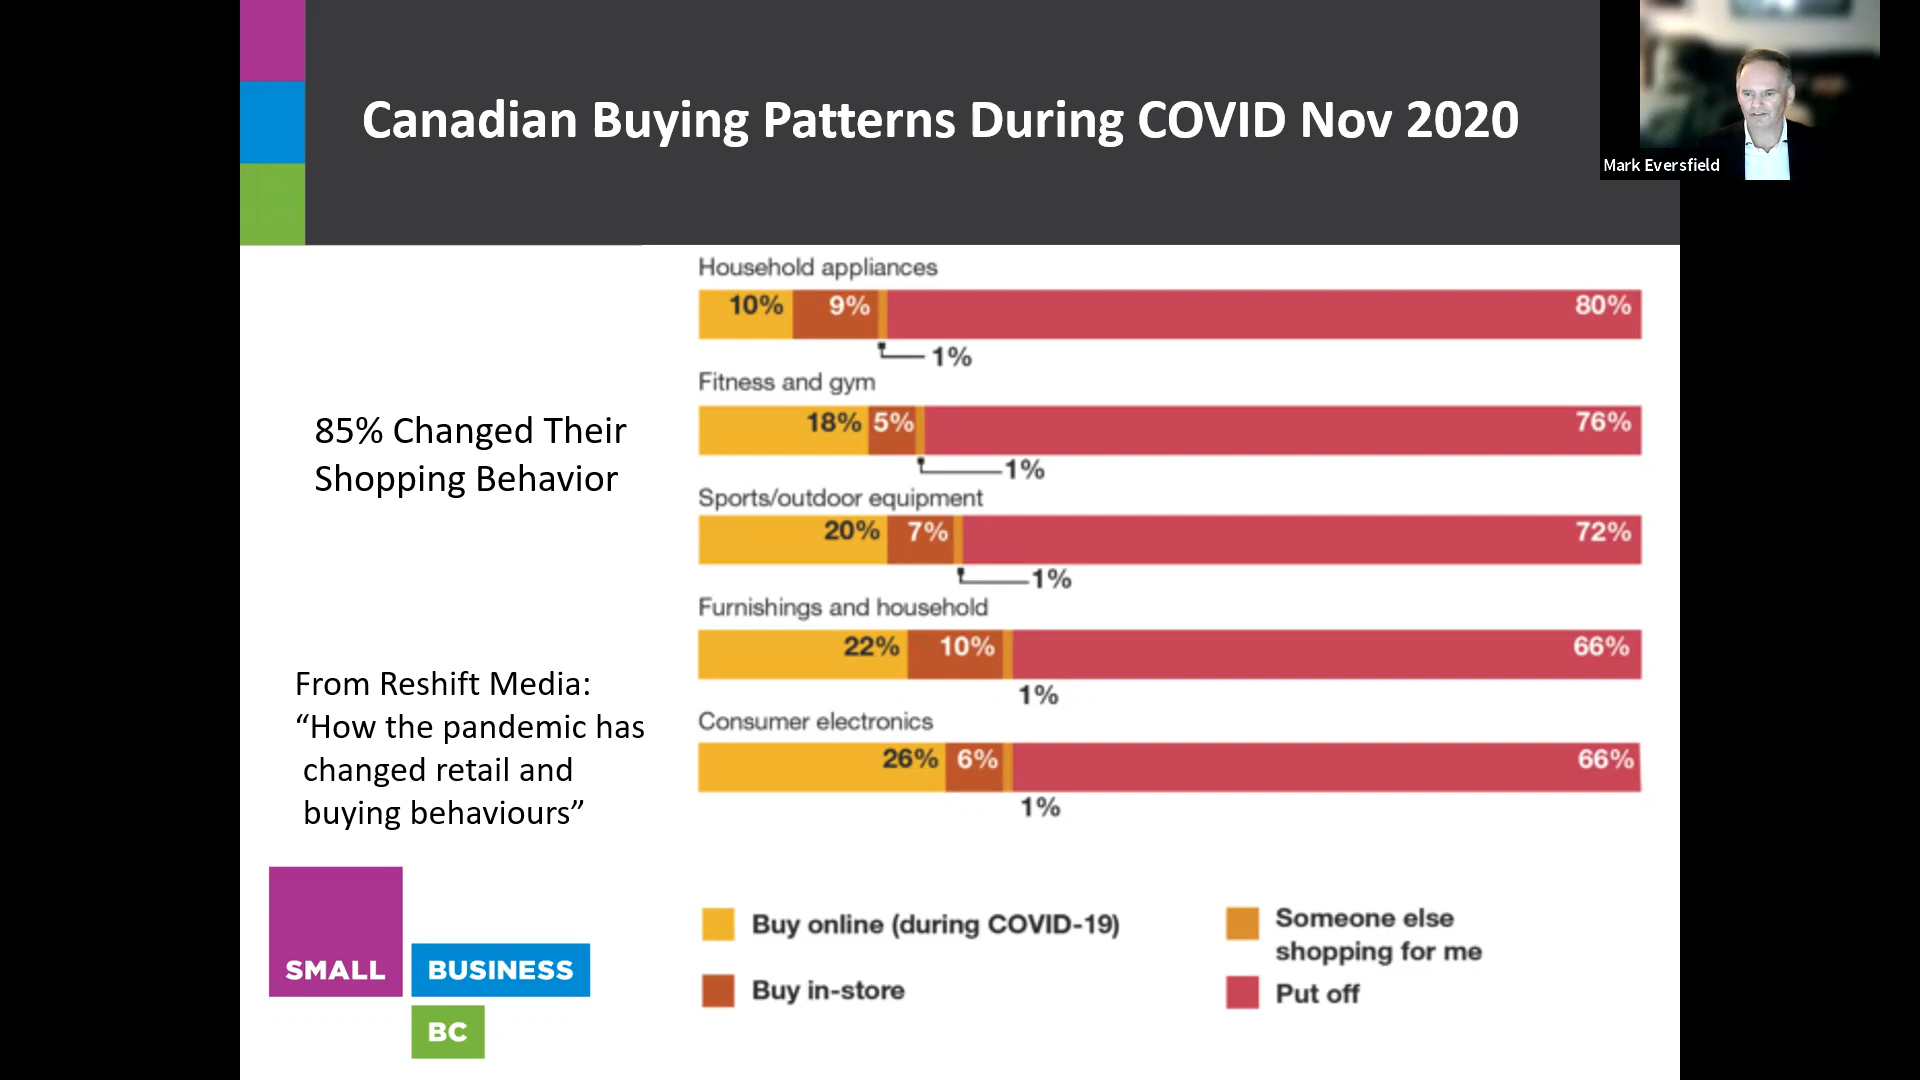 Canadian Buying Patterns During COVID Nov 2020
Mark Eversfield
85% Changed Their
Shopping Behavior
From Reshift Media:
“How the pandemic has
changed retail and
buying behaviours”
Household appliances
10% 9% 80%
1%
Fitness and gym
18% 5% 76%
1%
Sports/outdoor equipment
20% 7% 72%
1%
Furnishings and household
22% 10% 66%
1%
Consumer electronics
26% 6% 66%
1%
Buy online (during COVID-19)
Buy in-store
Someone else
shopping for me
Put off
SMALL
BUSINESS
BC